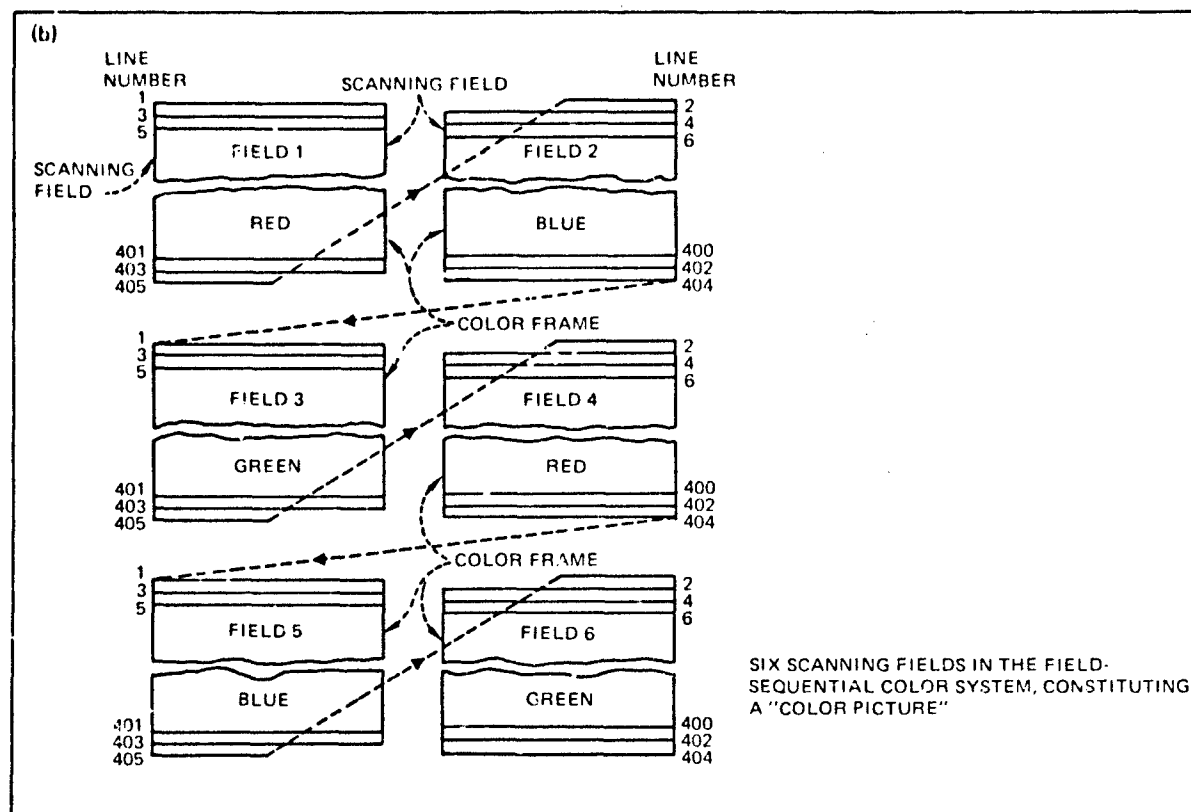 (b)
LINE
NUMBER
LINE
NUMBER
SCANNING FIELD
1
3
5
2
4
6
FIELD 1
FIELD 2
SCANNING
FIELD
RED
BLUE
401
403
405
400
402
404
COLOR FRAME
1
3
5
2
4
6
FIELD 3
FIELD 4
GREEN
RED
401
403
405
400
402
404
COLOR FRAME
1
3
5
2
4
6
FIELD 5
FIELD 6
BLUE
GREEN
401
403
405
400
402
404
SIX SCANNING FIELDS IN THE FIELD-
SEQUENTIAL COLOR SYSTEM, CONSTITUTING
A "COLOR PICTURE"